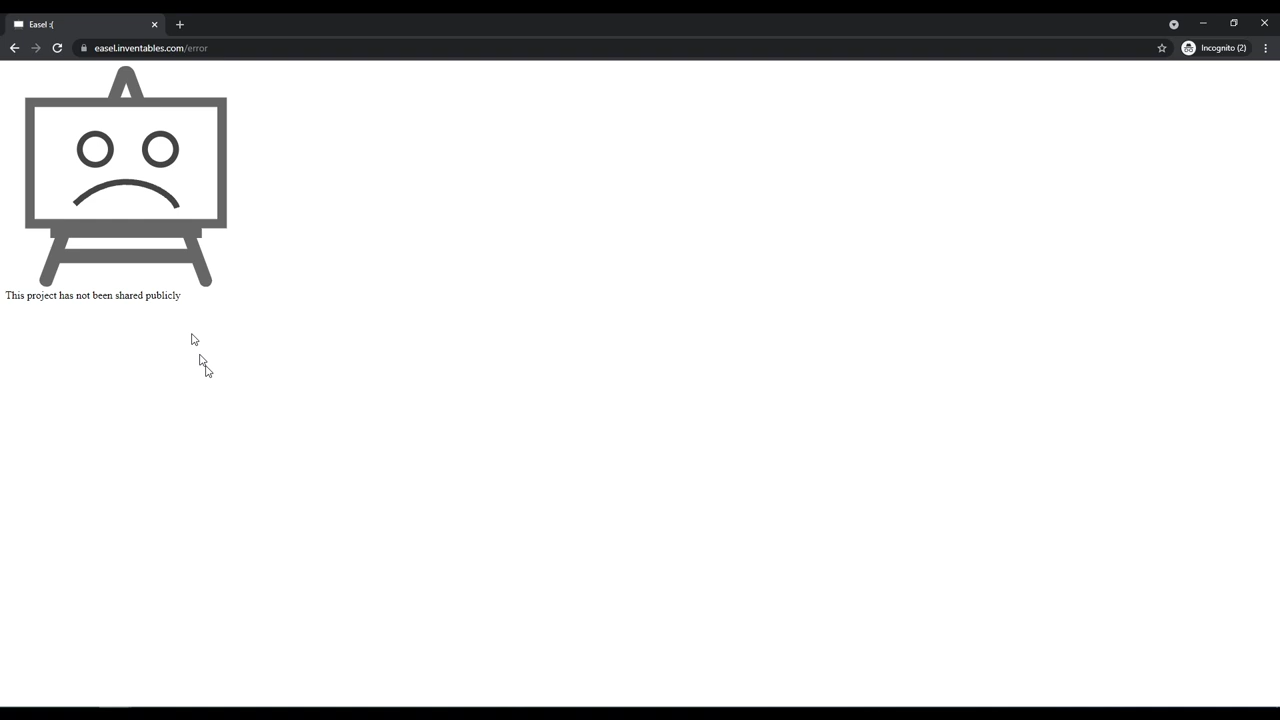 Easel :(
easel.inventables.com/error
Incognito (2)
This project has not been shared publicly